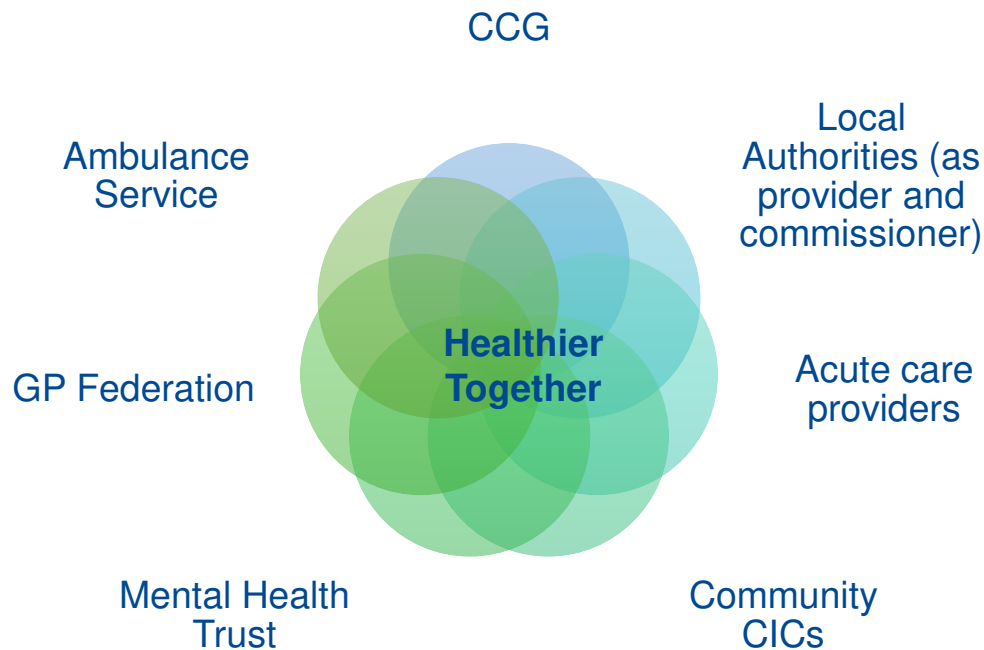 CCG
Local
Authorities (as
provider and
commissioner)
Ambulance
Service
Healthier
Together
Acute care
providers
GP Federation
Community
CICs
Mental Health
Trust